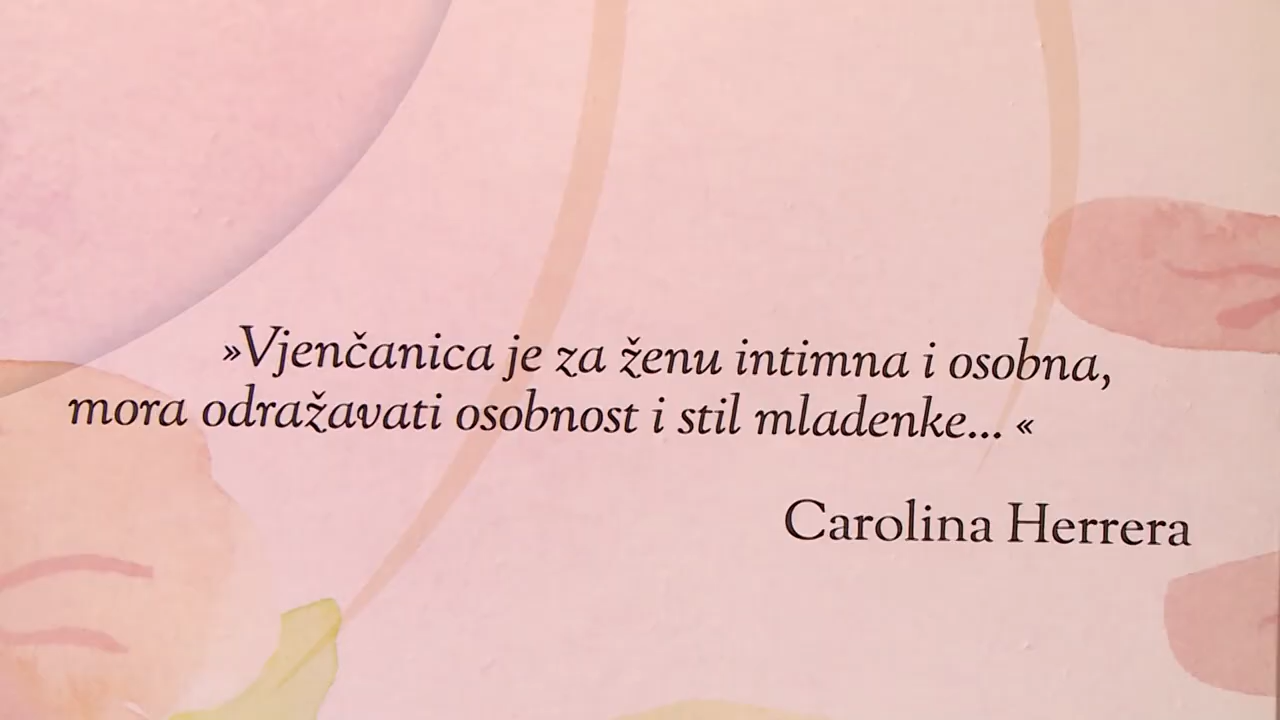 »Vjenčanica je za ženu intimna i osobna,
mora odražavati osobnost i stil mladenke... «
Carolina Herrera